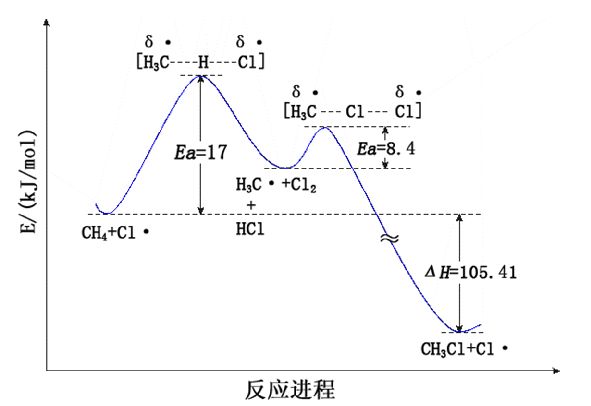 E/(kJ/mol)
δ • δ •
[H₃C----H----Cl]
δ • δ •
[H₃C--- Cl --- Cl]
Ea=17
Ea=8.4
H₃C • +Cl₂
+
HCl
CH₄+Cl •
ΔH=105.41
CH₃Cl+Cl •
反应进程